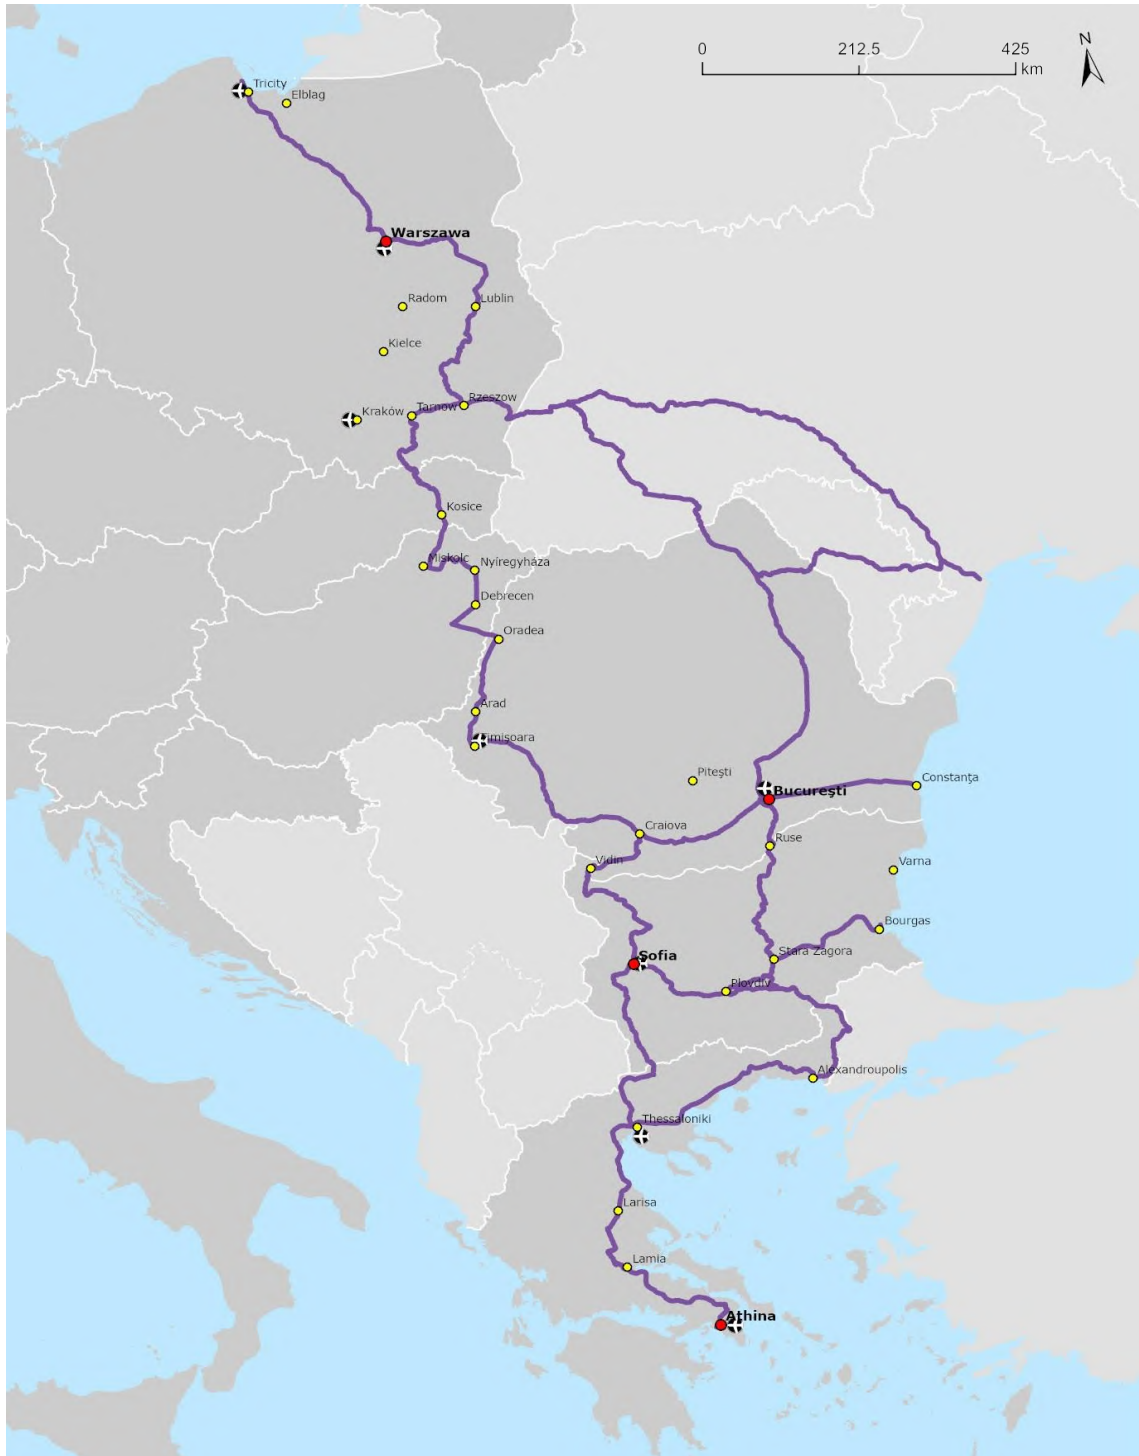 0 212.5 425
km
N
Tricity
Elblag
Warszawa
Radom
Lublin
Kielce
Rzeszow
Tarnow
Kraków
Kosice
Miskolc
Nyíregyháza
Debrecen
Oradea
Arad
Timisoara
Piteşti
Constanţa
Bucureşti
Craiova
Ruse
Vidin
Varna
Bourgas
Sofia
Stara Zagora
Plovdiv
Alexandroupolis
Thessaloniki
Larisa
Lamia
Athina